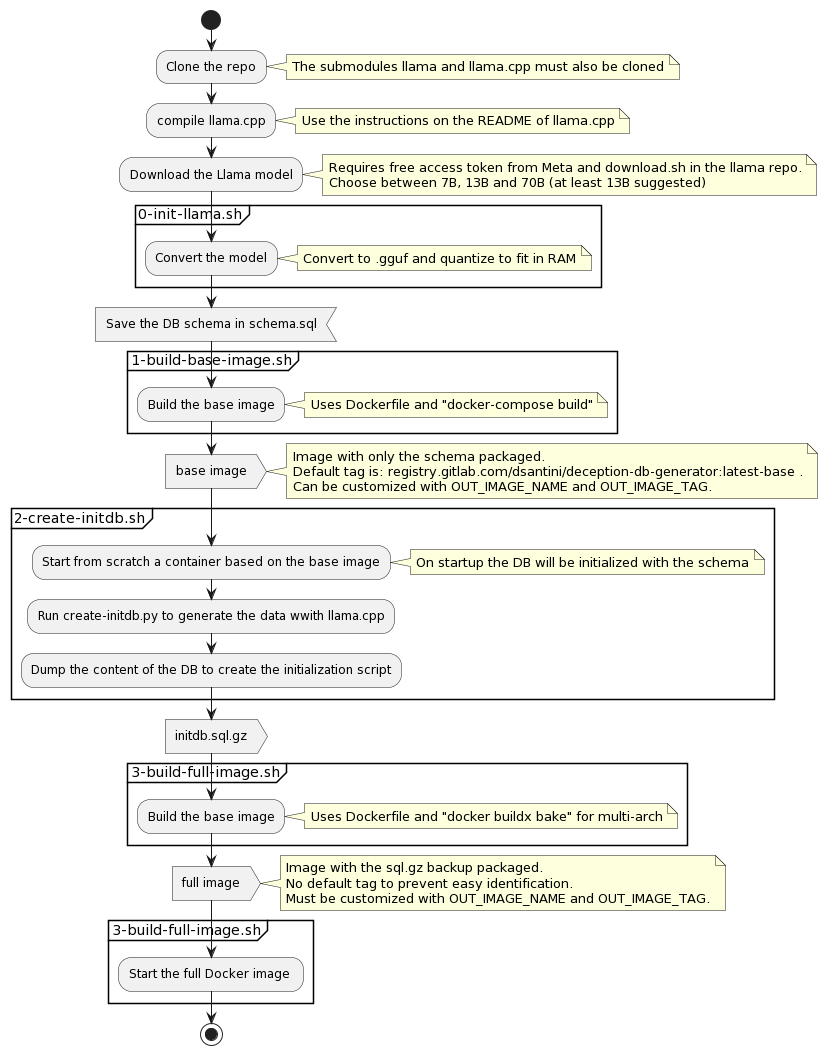 Clone the repo
The submodules llama and llama.cpp must also be cloned
compile llama.cpp
Use the instructions on the README of llama.cpp
Download the Llama model
Requires free access token from Meta and download.sh in the llama repo.
Choose between 7B, 13B and 70B (at least 13B suggested)
0-init-llama.sh
Convert the model
Convert to .gguf and quantize to fit in RAM
Save the DB schema in schema.sql
1-build-base-image.sh
Build the base image
Uses Dockerfile and "docker-compose build"
base image
Image with only the schema packaged.
Default tag is: registry.gitlab.com/dsantini/deception-db-generator:latest-base .
Can be customized with OUT_IMAGE_NAME and OUT_IMAGE_TAG.
2-create-initdb.sh
Start from scratch a container based on the base image
On startup the DB will be initialized with the schema
Run create-initdb.py to generate the data wwith llama.cpp
Dump the content of the DB to create the initialization script
initdb.sql.gz
3-build-full-image.sh
Build the base image
Uses Dockerfile and "docker buildx bake" for multi-arch
full image
Image with the sql.gz backup packaged.
No default tag to prevent easy identification.
Must be customized with OUT_IMAGE_NAME and OUT_IMAGE_TAG.
3-build-full-image.sh
Start the full Docker image